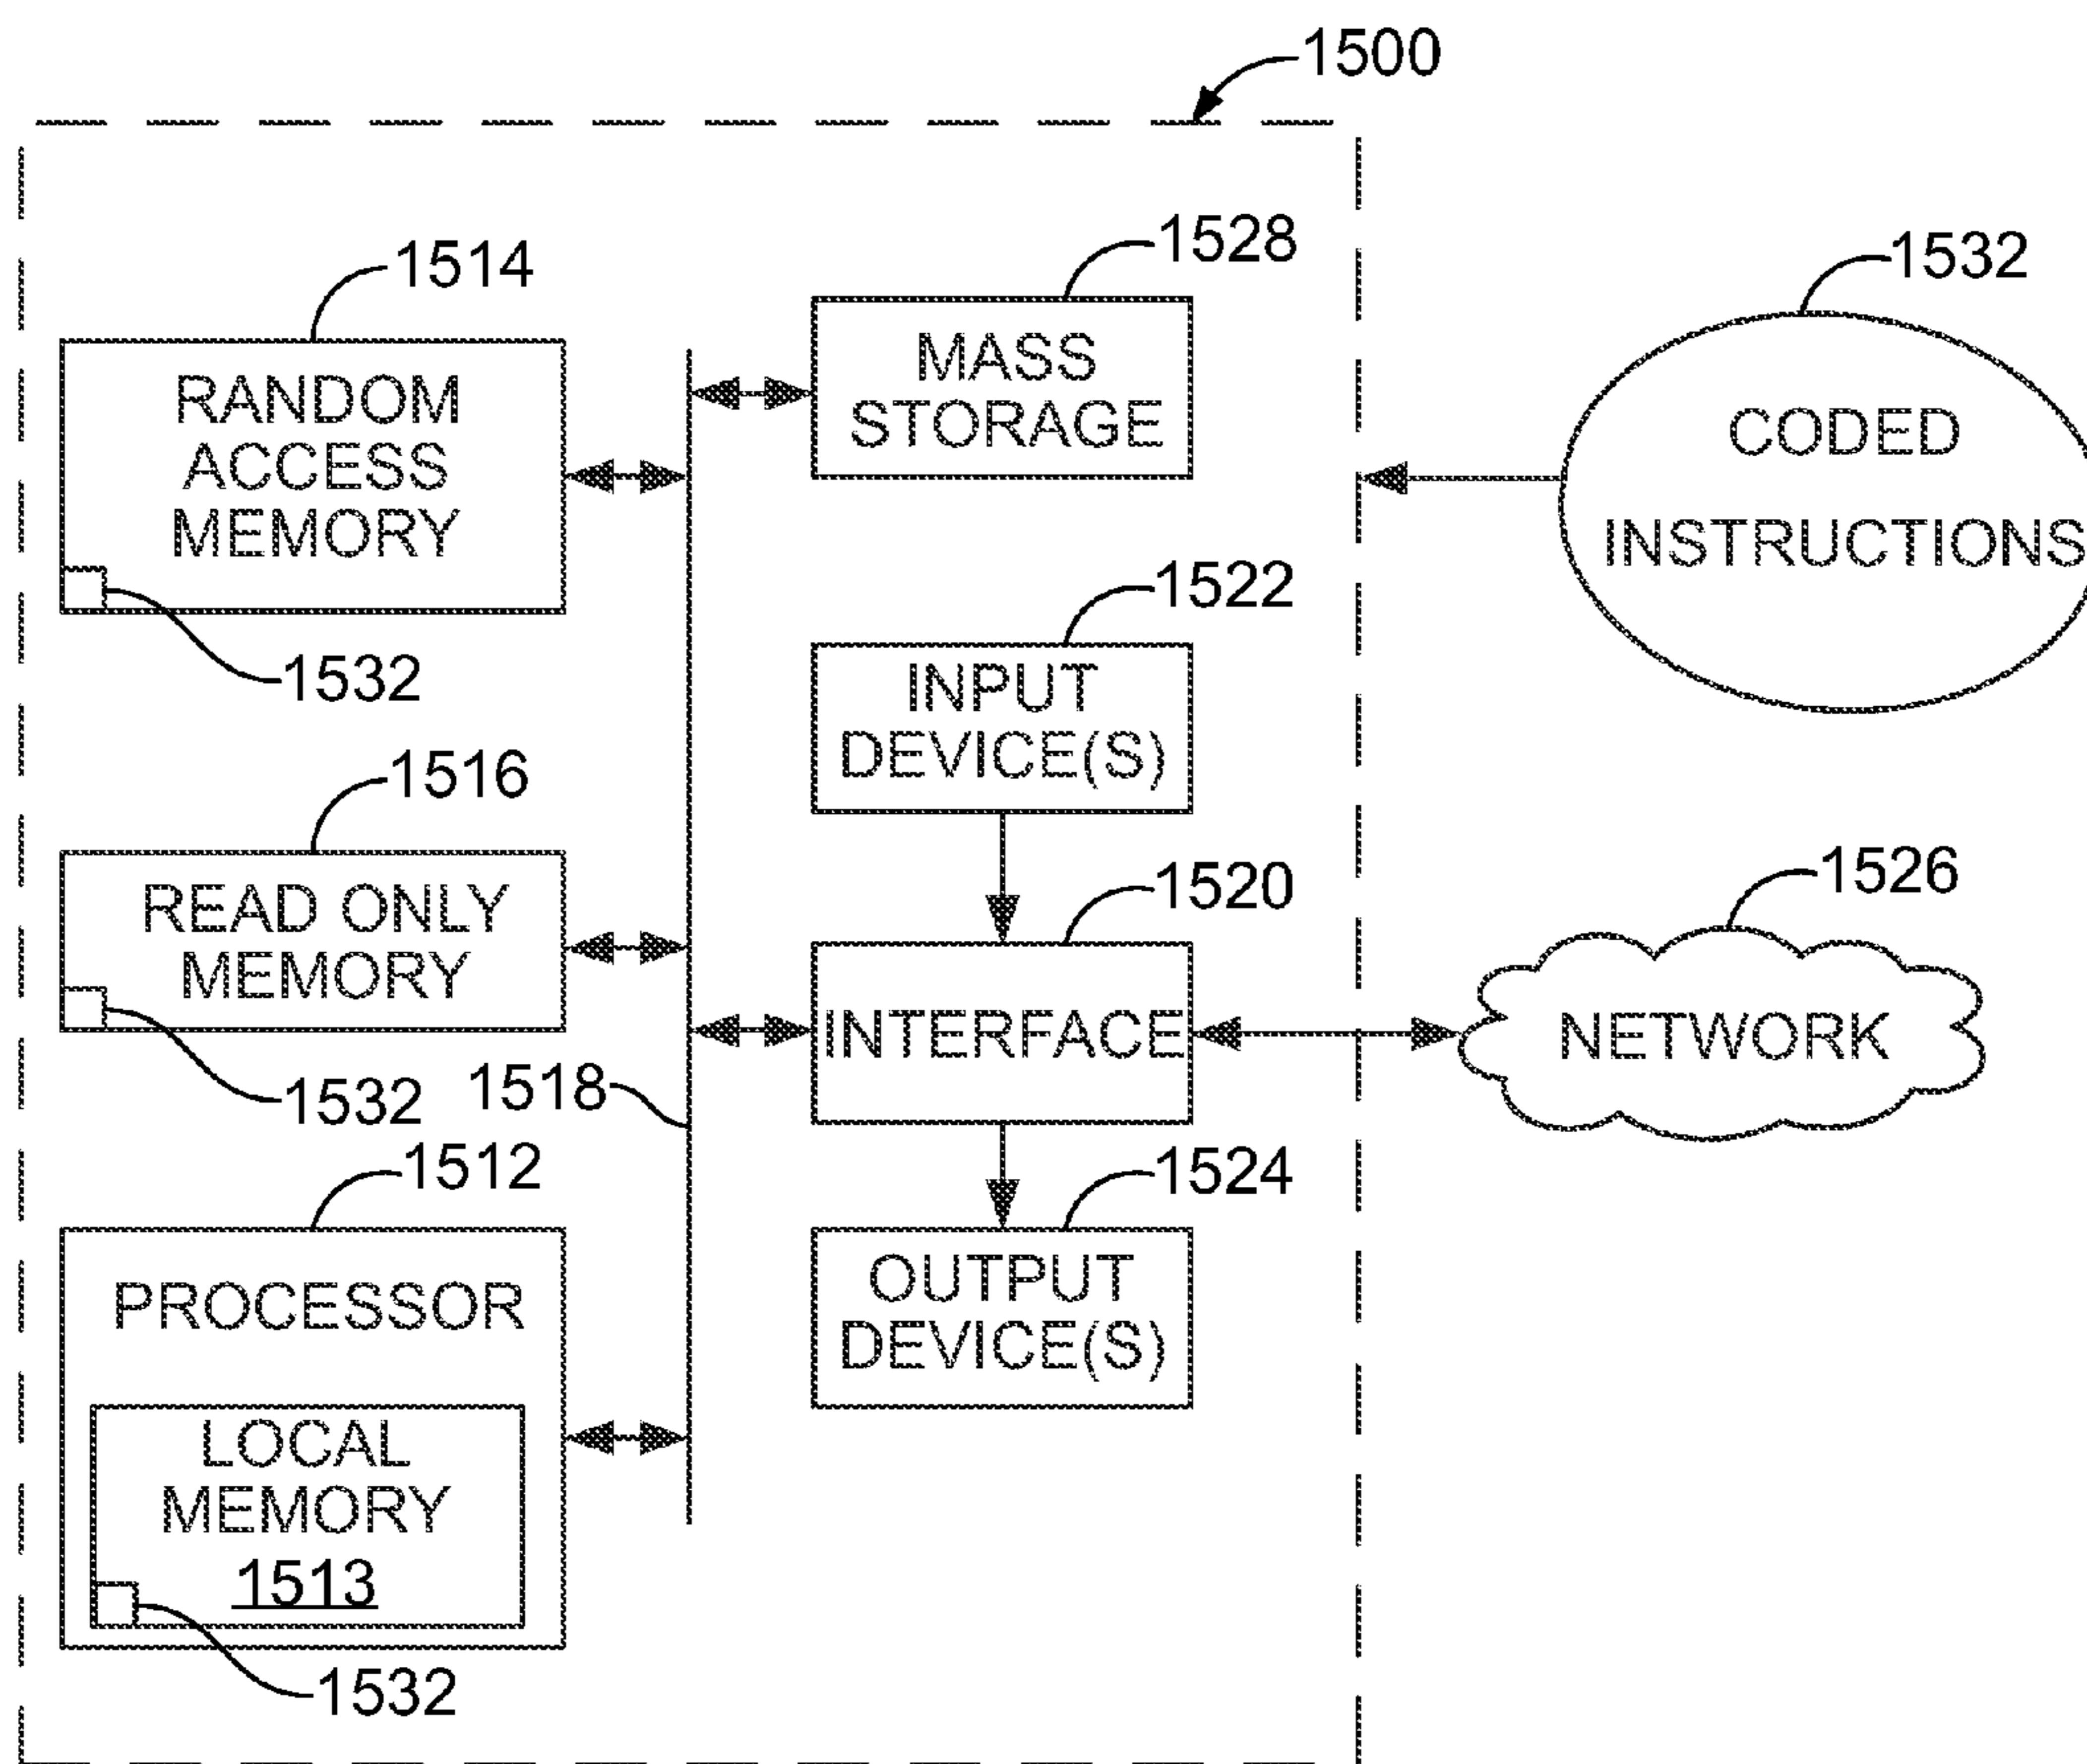 1500
1514
RANDOM
ACCESS
MEMORY
1532
1516
READ ONLY
MEMORY
1532
1518
1512
PROCESSOR
LOCAL
MEMORY
1513
1532
1528
MASS
STORAGE
1522
INPUT
DEVICE(S)
1520
INTERFACE
1524
OUTPUT
DEVICE(S)
1532
CODED
INSTRUCTIONS
1526
NETWORK